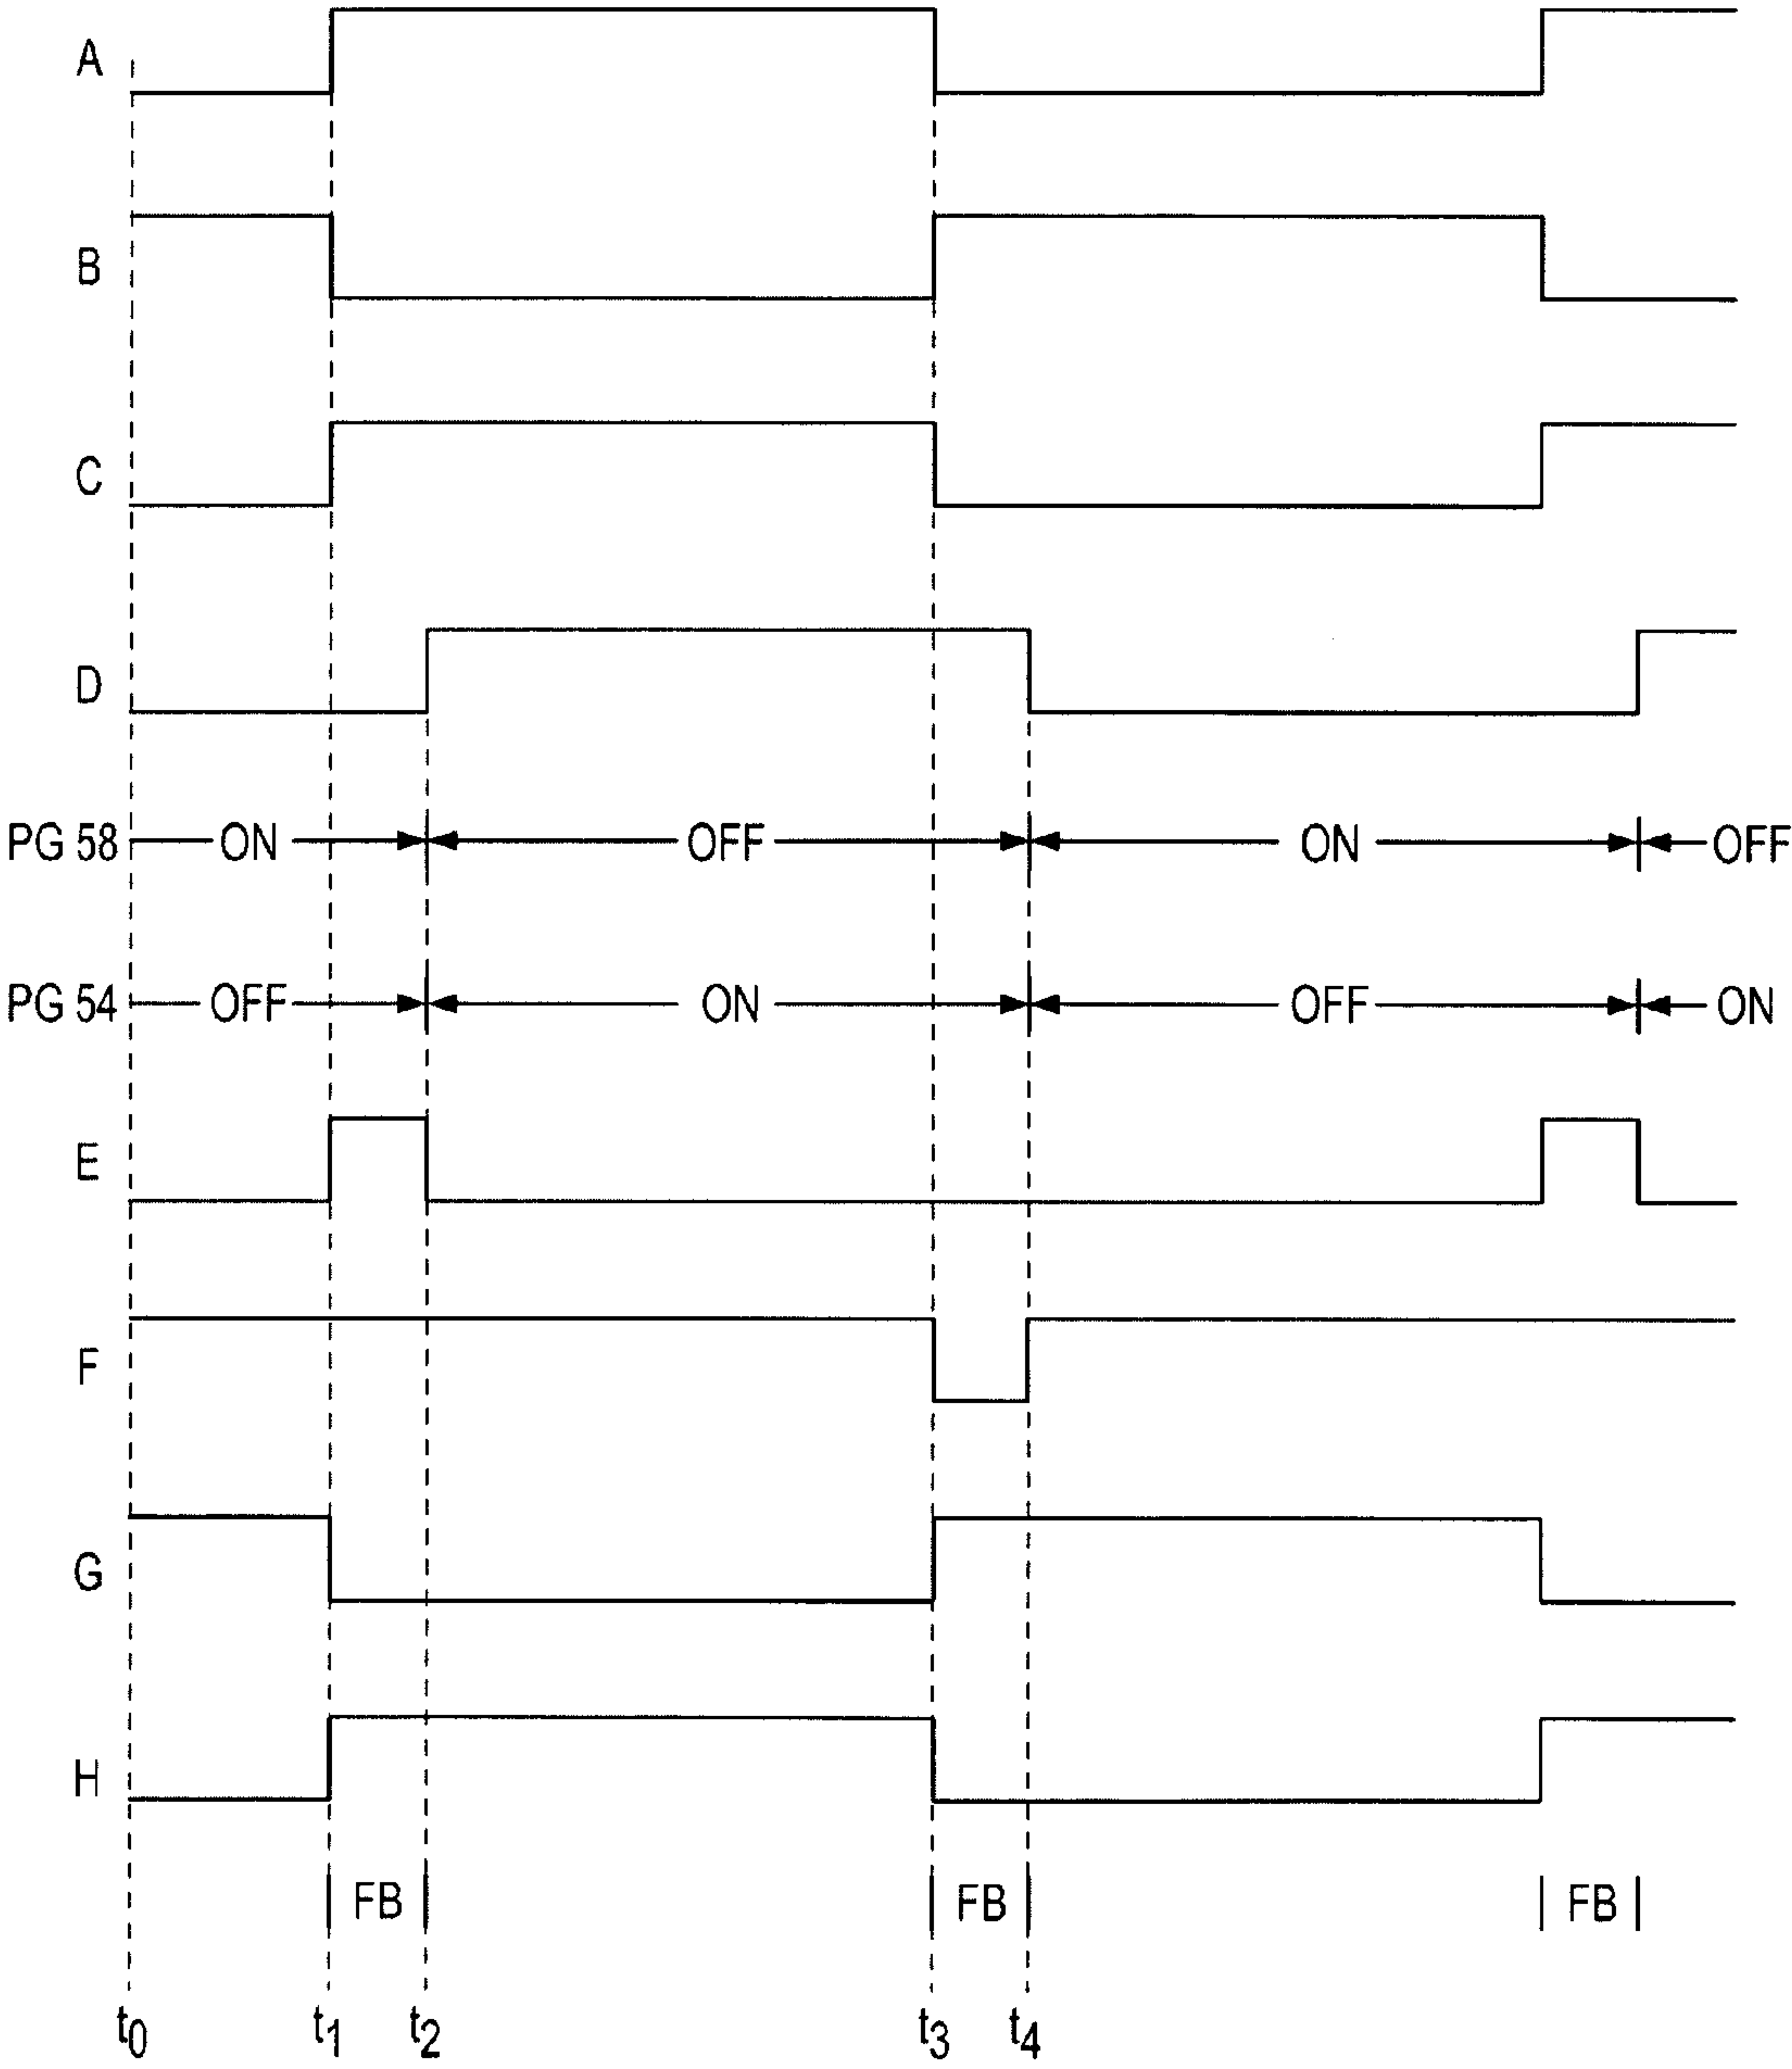 A
B
C
D
PG 58 ON OFF ON OFF
PG 54 OFF ON OFF ON
E
F
G
H
FB FB FB
t0 t1 t2 t3 t4